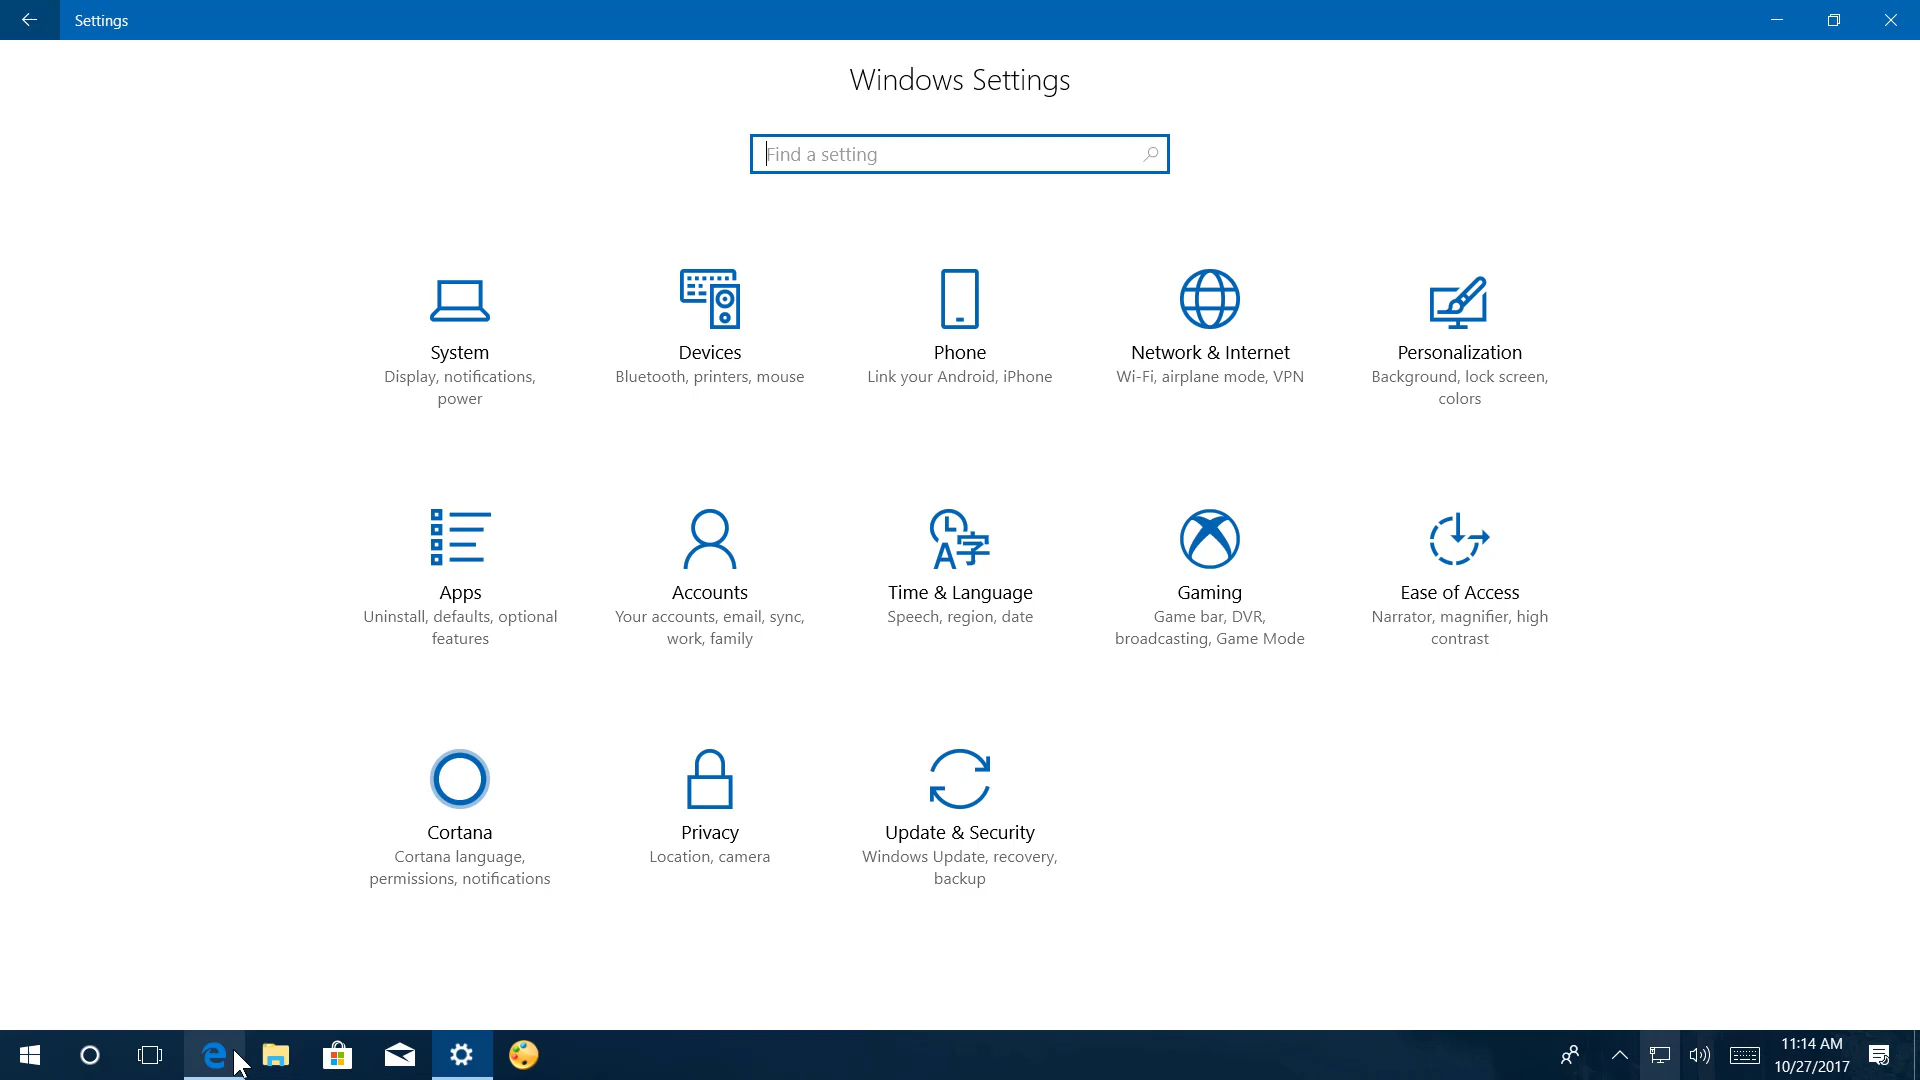 Settings
Windows Settings
Find a setting
System
Display, notifications,
power
Devices
Bluetooth, printers, mouse
Phone
Link your Android, iPhone
Network & Internet
Wi-Fi, airplane mode, VPN
Personalization
Background, lock screen,
colors
Apps
Uninstall, defaults, optional
features
Accounts
Your accounts, email, sync,
work, family
Time & Language
Speech, region, date
Gaming
Game bar, DVR,
broadcasting, Game Mode
Ease of Access
Narrator, magnifier, high
contrast
Cortana
Cortana language,
permissions, notifications
Privacy
Location, camera
Update & Security
Windows Update, recovery,
backup
11:14 AM
10/27/2017